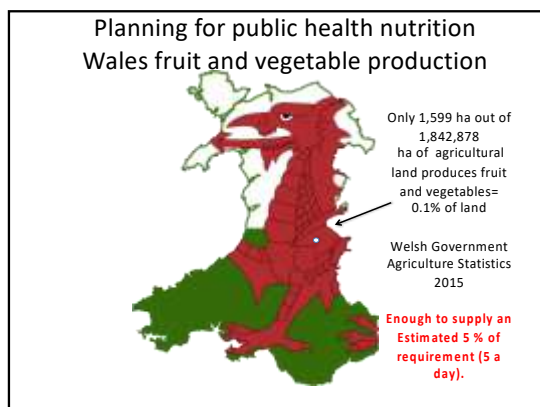 Planning for public health nutrition
Wales fruit and vegetable production
Only 1,599 ha out of
1,842,878
ha of agricultural
land produces fruit
and vegetables=
0.1% of land
Welsh Government
Agriculture Statistics
2015
Enough to supply an
Estimated 5 % of
requirement (5 a
day).